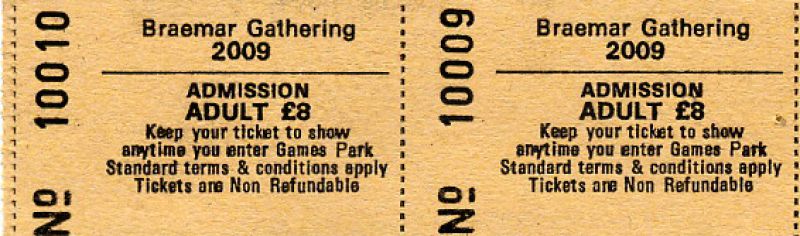 No 10010
Braemar Gathering
2009
ADMISSION
ADULT £8
Keep your ticket to show
anytime you enter Games Park
Standard terms & conditions apply
Tickets are Non Refundable
No 10009
Braemar Gathering
2009
ADMISSION
ADULT £8
Keep your ticket to show
anytime you enter Games Park
Standard terms & conditions apply
Tickets are Non Refundable